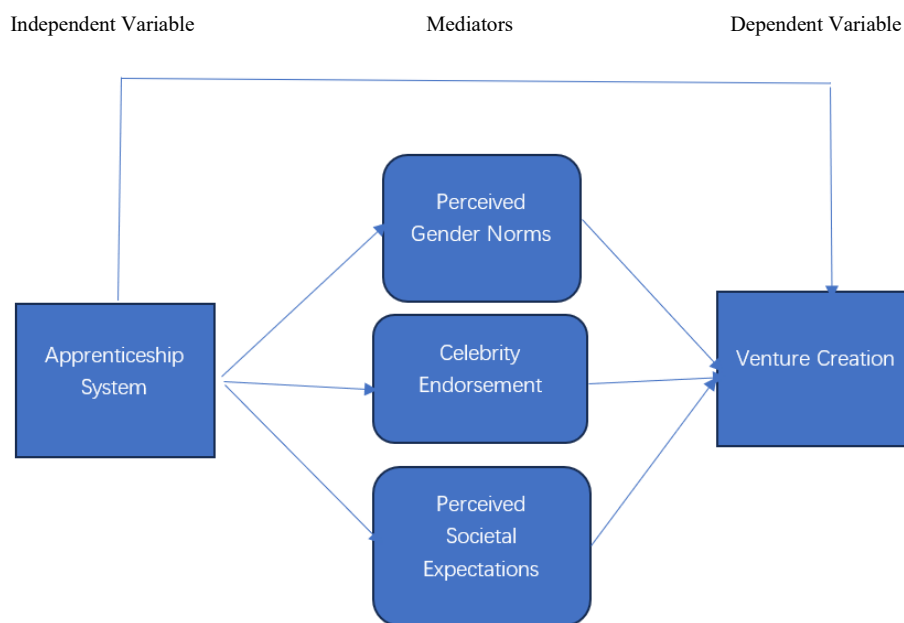 Independent Variable
Mediators
Dependent Variable
Perceived
Gender Norms
Apprenticeship
System
Celebrity
Endorsement
Venture Creation
Perceived
Societal
Expectations